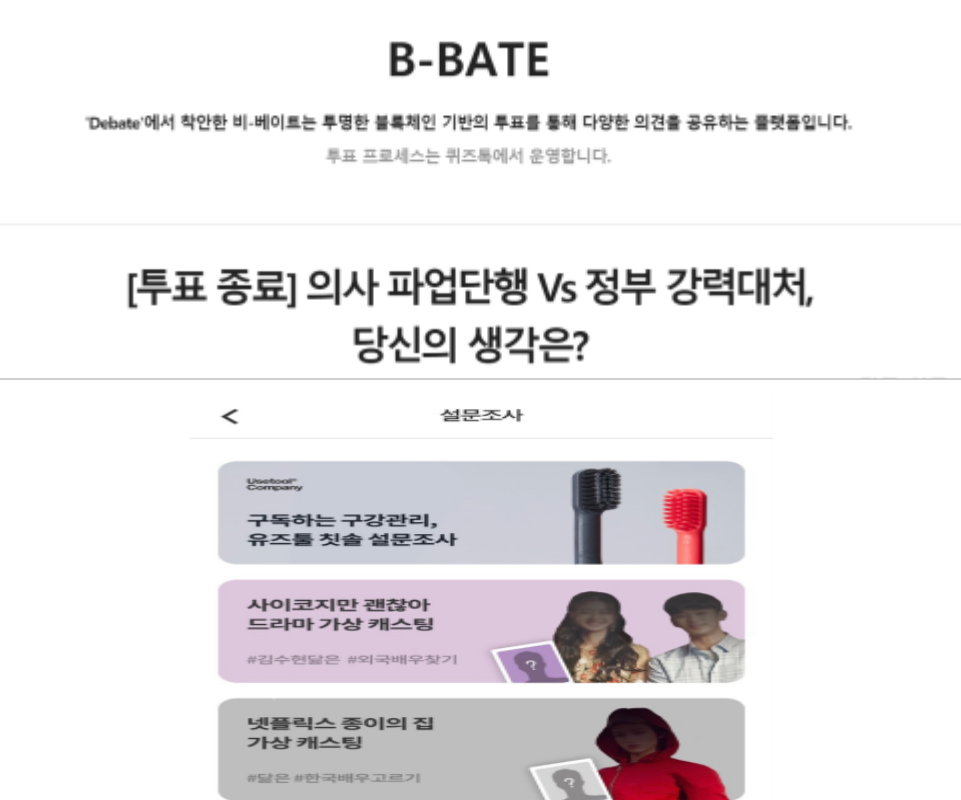 B-BATE
'Debate'에서 착안한 비-베이트는 투명한 블록체인 기반의 투표를 통해 다양한 의견을 공유하는 플랫폼입니다.
투표 프로세스는 퀴즈톡에서 운영합니다.
[투표 종료] 의사 파업단행 Vs 정부 강력대처,
당신의 생각은?
<
설문조사
Usetool
Company
구독하는 구강관리,
유즈툴 칫솔 설문조사
사이코지만 괜찮아
드라마 가상 캐스팅
#김수현닮은 #외국배우찾기
?
넷플릭스 종이의 집
가상 캐스팅
#닮은 #한국배우고르기
?